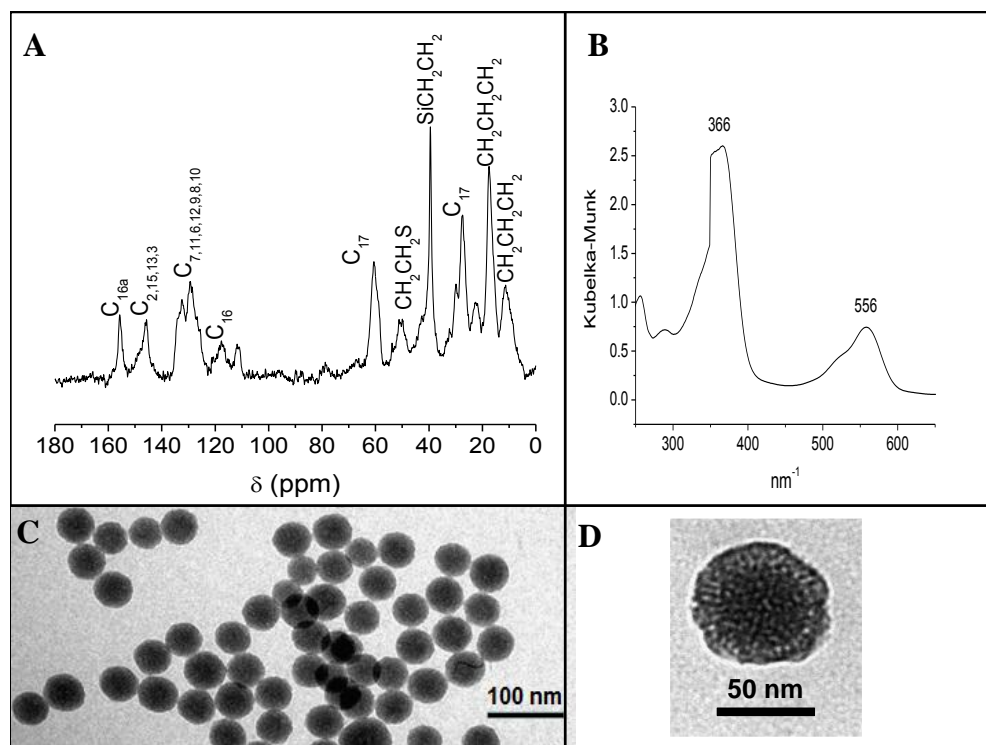 A
C16a
C2,15,13,3
C7,11,6,12,9,8,10
C16
C17
CH2CH2S
SiCH2CH2
C17
CH2CH2CH2
CH2CH2CH2
180 160 140 120 100 80 60 40 20 0
δ (ppm)
B
3.0
2.5
2.0
1.5
1.0
0.5
0.0
Kubelka-Munk
366
556
300 400 500 600
nm-1
C
100 nm
D
50 nm